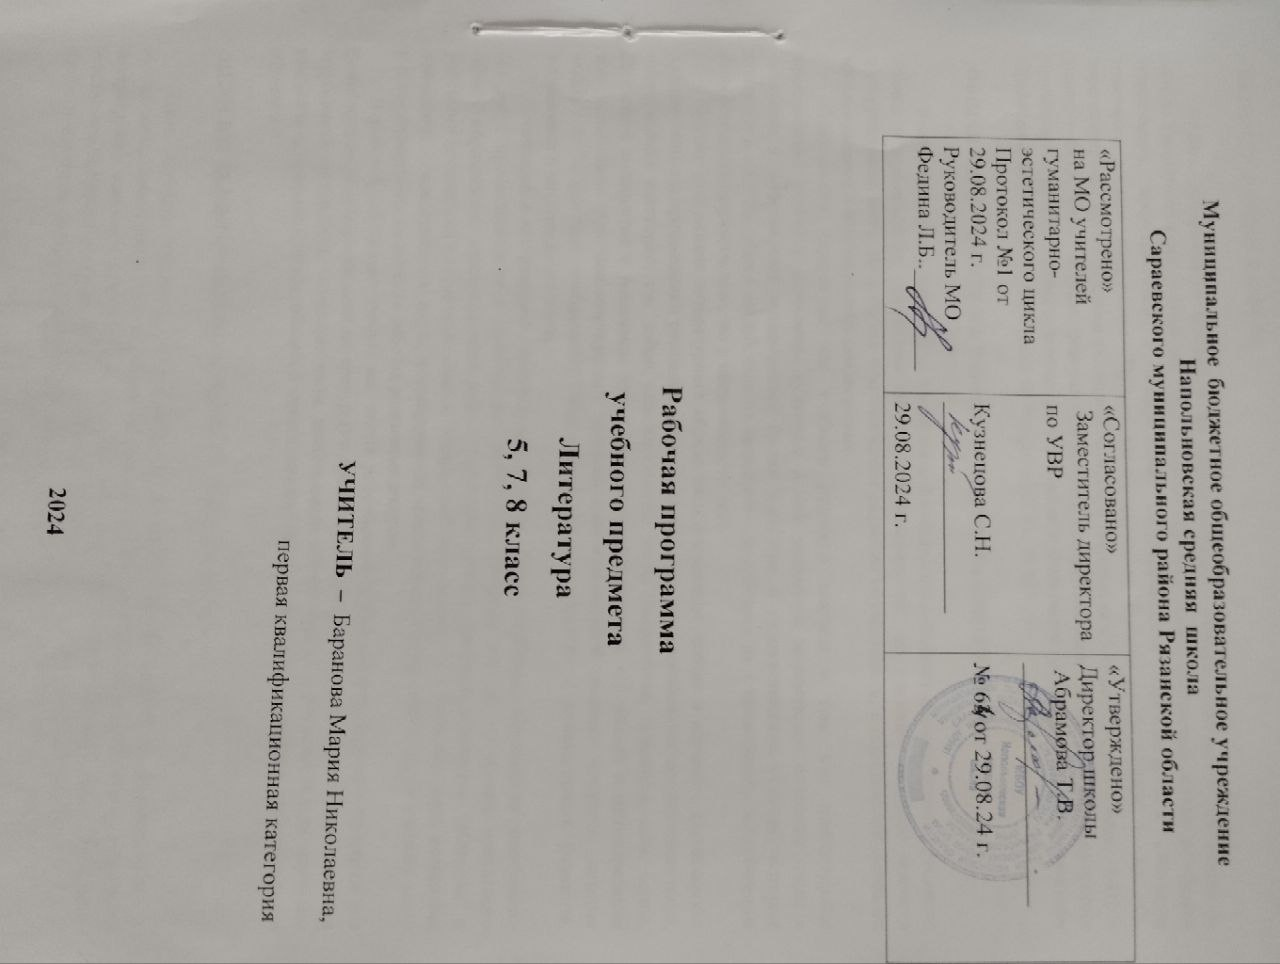 Муниципальное бюджетное общеобразовательное учреждение
Напольновская средняя школа
Сараевского муниципального района Рязанской области
«Рассмотрено»
на МО учителей
гуманитарно-
эстетического цикла
Протокол №1 от
29.08.2024 г.
Руководитель МО
Федина Л.Б..
«Согласовано»
Заместитель директора
по УВР
Кузнецова С.Н.
29.08.2024 г.
«Утверждено»
Директор школы
Абрамова Т.В.
от 29.08.24 г.
Рабочая программа
учебного предмета
Литература
5, 7, 8 класс
УЧИТЕЛЬ – Баранова Мария Николаевна,
первая квалификационная категория
2024